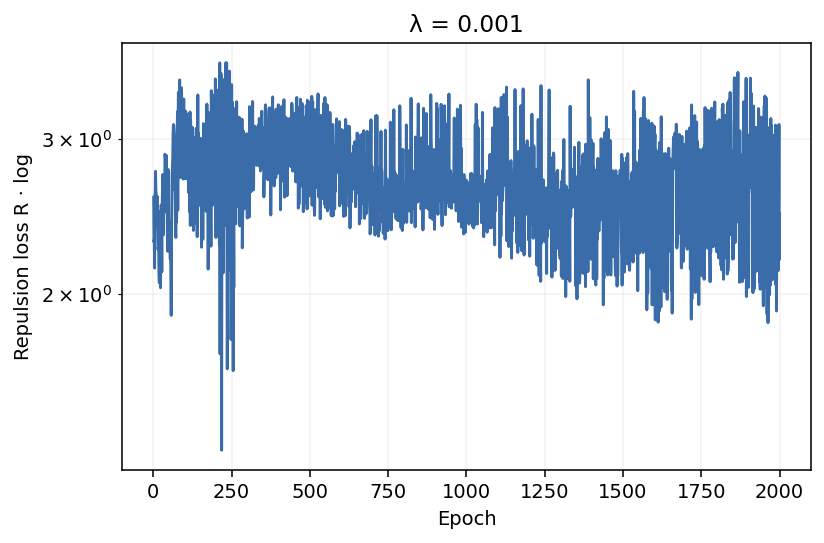 λ = 0.001
Repulsion loss R · log
3 × 10⁰
2 × 10⁰
0 250 500 750 1000 1250 1500 1750 2000
Epoch